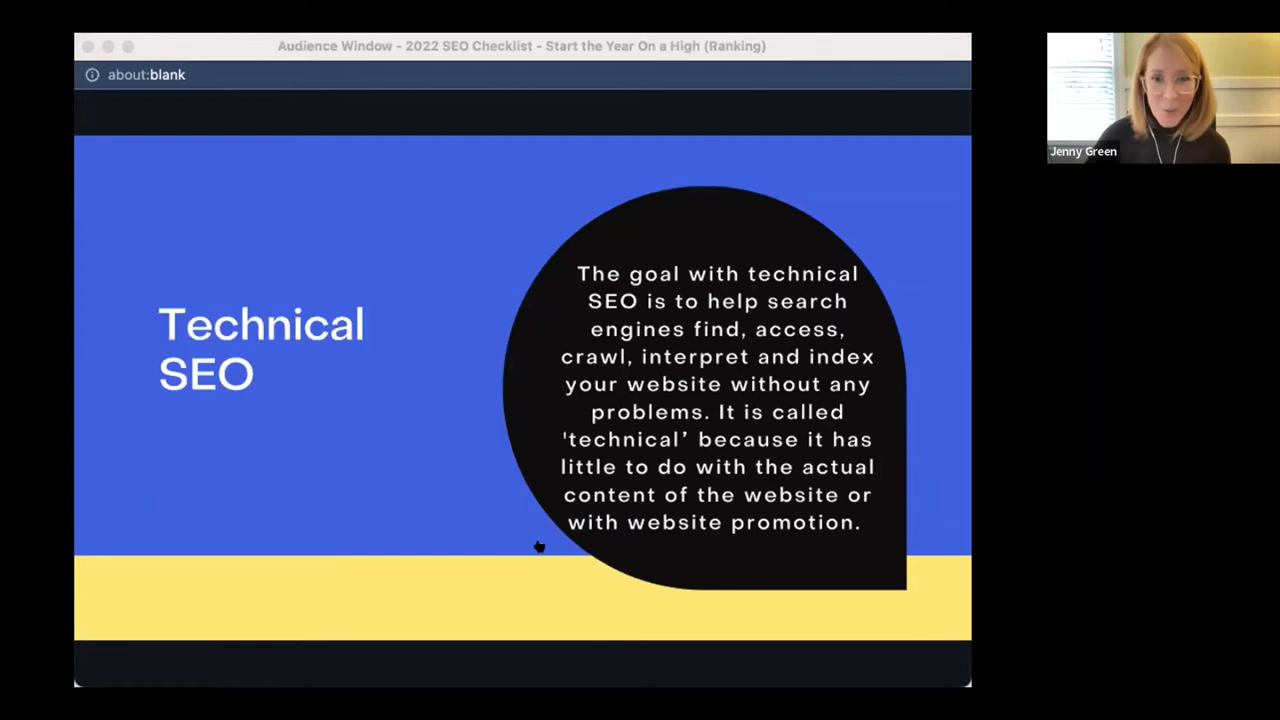 Audience Window - 2022 SEO Checklist - Start the Year On a High (Ranking)
about:blank
Technical
SEO
The goal with technical
SEO is to help search
engines find, access,
crawl, interpret and index
your website without any
problems. It is called
'technical’ because it has
little to do with the actual
content of the website or
with website promotion.
Jenny Green